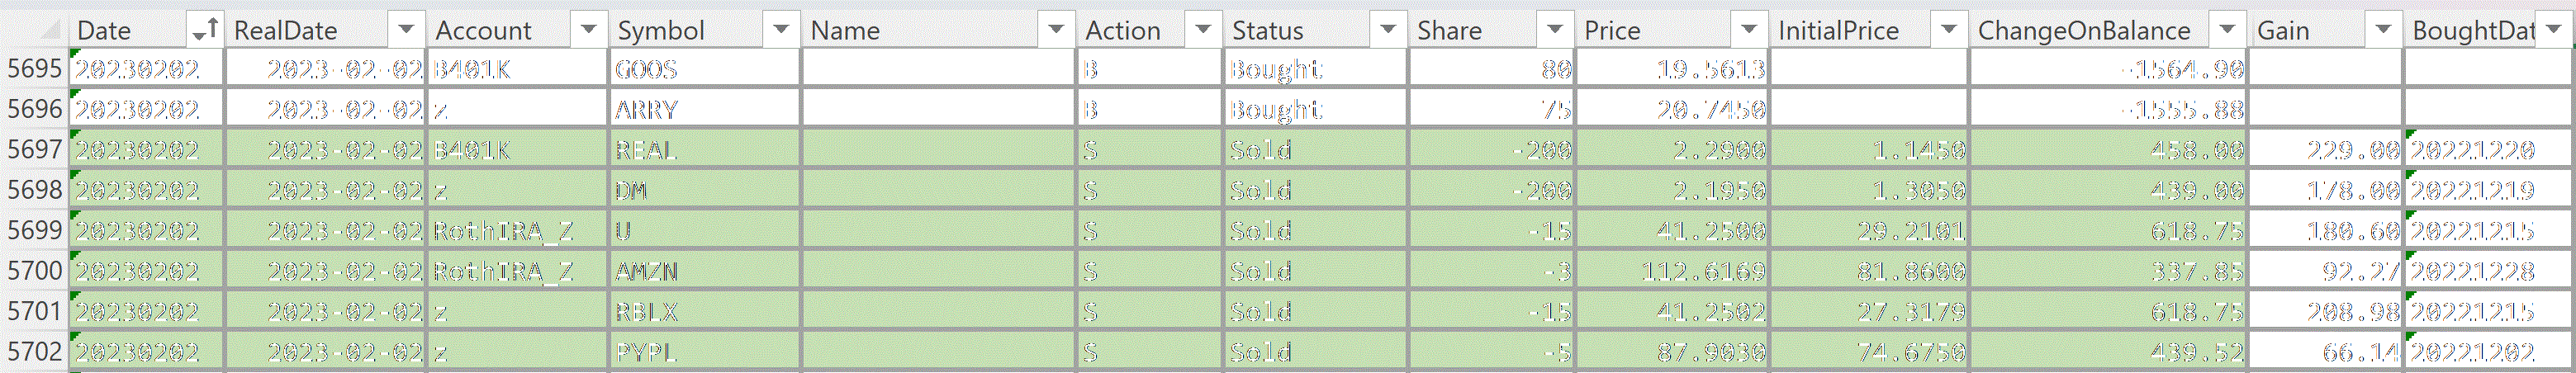 Date RealDate Account Symbol Name Action Status Share Price InitialPrice ChangeOnBalance Gain BoughtDat
5695 20230202 2023-02-02 B401K GOOS B Bought 80 19.5613 -1564.90
5696 20230202 2023-02-02 z ARRY B Bought 75 20.7450 -1555.88
5697 20230202 2023-02-02 B401K REAL S Sold -200 2.2900 1.1450 458.00 229.00 20221220
5698 20230202 2023-02-02 z DM S Sold -200 2.1950 1.3050 439.00 178.00 20221219
5699 20230202 2023-02-02 RothIRA_Z U S Sold -15 41.2500 29.2101 618.75 180.60 20221215
5700 20230202 2023-02-02 RothIRA_Z AMZN S Sold -3 112.6169 81.8600 337.85 92.27 20221228
5701 20230202 2023-02-02 z RBLX S Sold -15 41.2502 27.3179 618.75 208.98 20221215
5702 20230202 2023-02-02 z PYPL S Sold -5 87.9030 74.6750 439.52 66.14 20221202